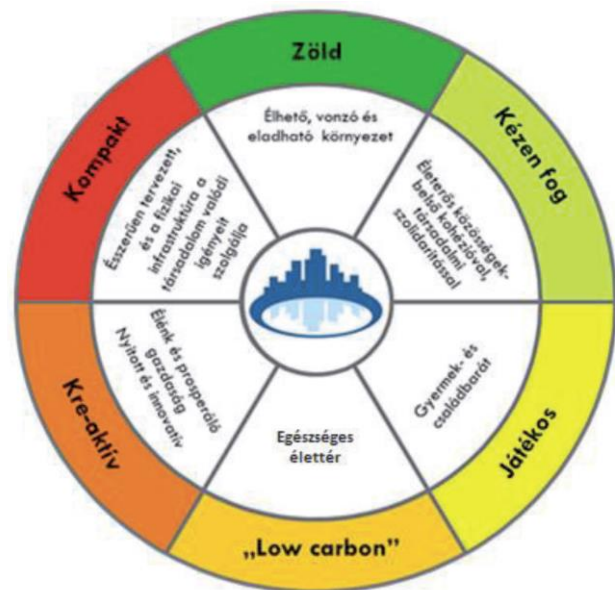 Zöld
Élhető, vonzó és
eladható környezet
Kézen fog
Életerős közösségek-
belső kohézióval,
társadalmi
szolidaritással
Játékos
Gyermek- és
családbarát
„Low carbon”
Egészséges
élettér
Kre-aktív
Élénk és prosperáló
gazdaság
Nyitott és innovatív
Kompakt
Ésszerűen tervezett,
és a fizikai
infrastruktúra a
társadalom valódi
igényeit
szolgálja